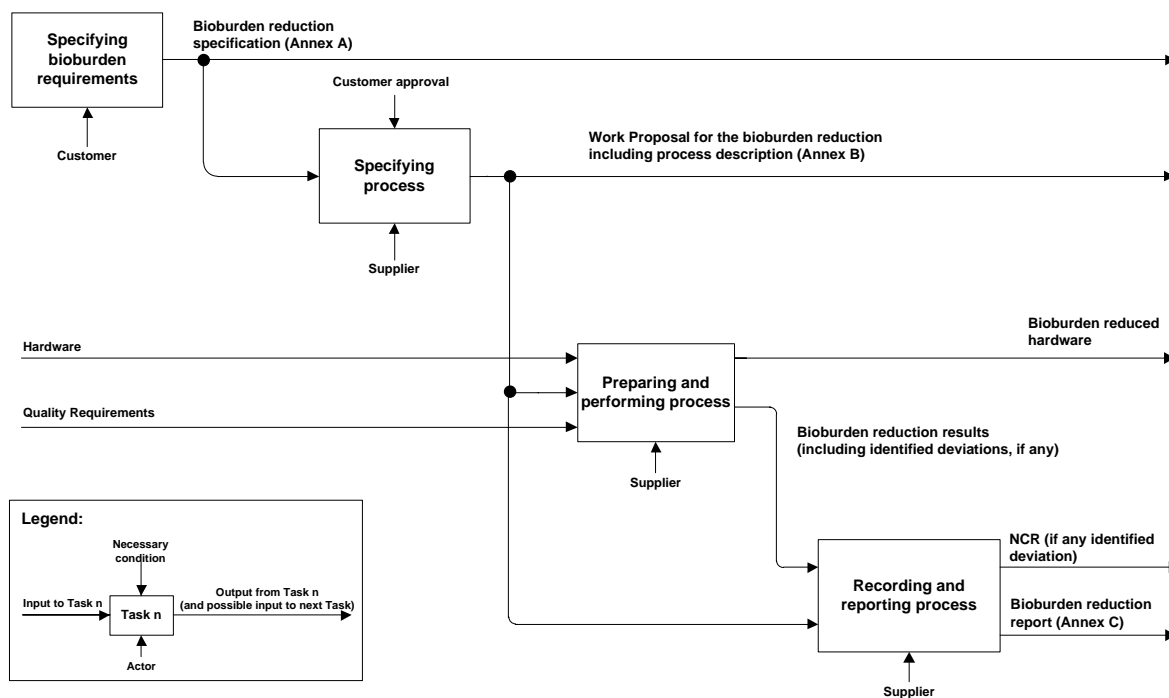 Specifying
bioburden
requirements
Bioburden reduction
specification (Annex A)
Customer
Customer approval
Specifying
process
Supplier
Work Proposal for the bioburden reduction
including process description (Annex B)
Hardware
Quality Requirements
Preparing and
performing process
Supplier
Bioburden reduced
hardware
Bioburden reduction results
(including identified deviations, if any)
Recording and
reporting process
Supplier
NCR (if any identified
deviation)
Bioburden reduction
report (Annex C)
Legend:
Necessary
condition
Input to Task n
Task n
Output from Task n
(and possible input to next Task)
Actor